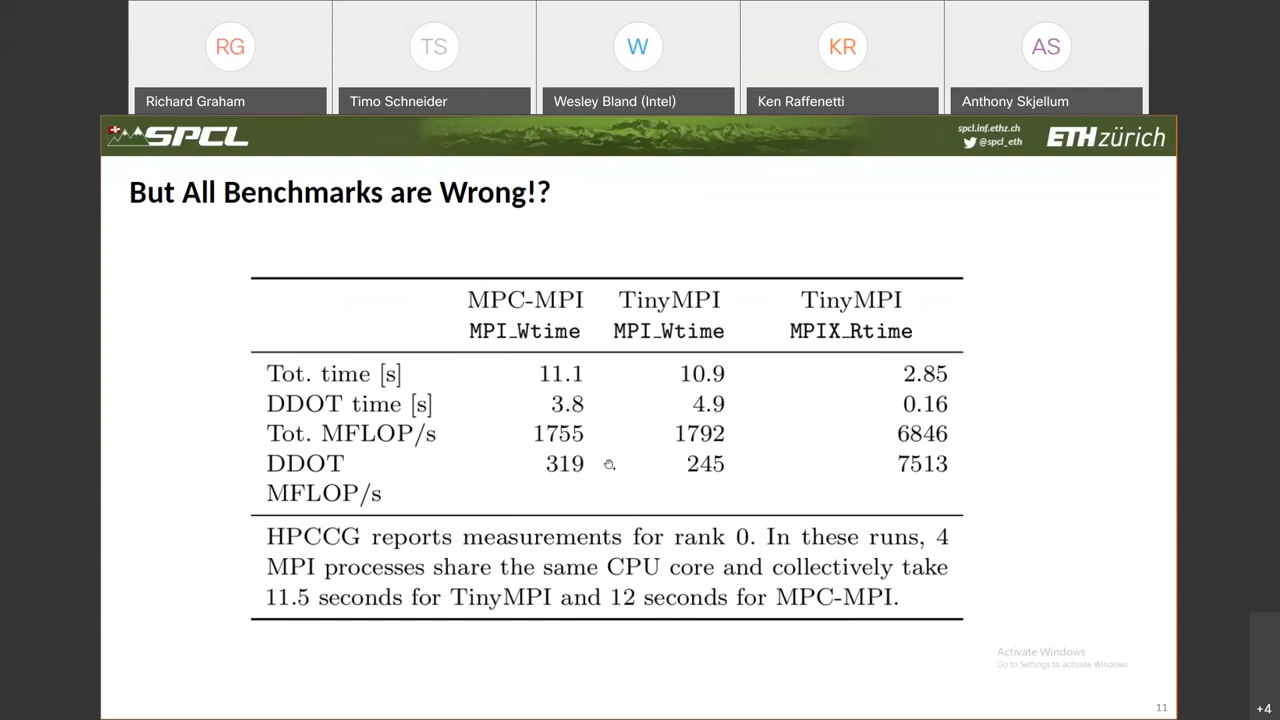 RG
TS
W
KR
AS
Richard Graham
Timo Schneider
Wesley Bland (Intel)
Ken Raffenetti
Anthony Skjellum
SPCL
spcl.inf.ethz.ch
@spcl_eth
ETH zürich
But All Benchmarks are Wrong!?
MPC-MPI TinyMPI TinyMPI
MPI_Wtime MPI_Wtime MPIX_Rtime
Tot. time [s] 11.1 10.9 2.85
DDOT time [s] 3.8 4.9 0.16
Tot. MFLOP/s 1755 1792 6846
DDOT 319 245 7513
MFLOP/s
HPCCG reports measurements for rank 0. In these runs, 4
MPI processes share the same CPU core and collectively take
11.5 seconds for TinyMPI and 12 seconds for MPC-MPI.
Activate Windows
Go to Settings to activate Windows.
11
+4